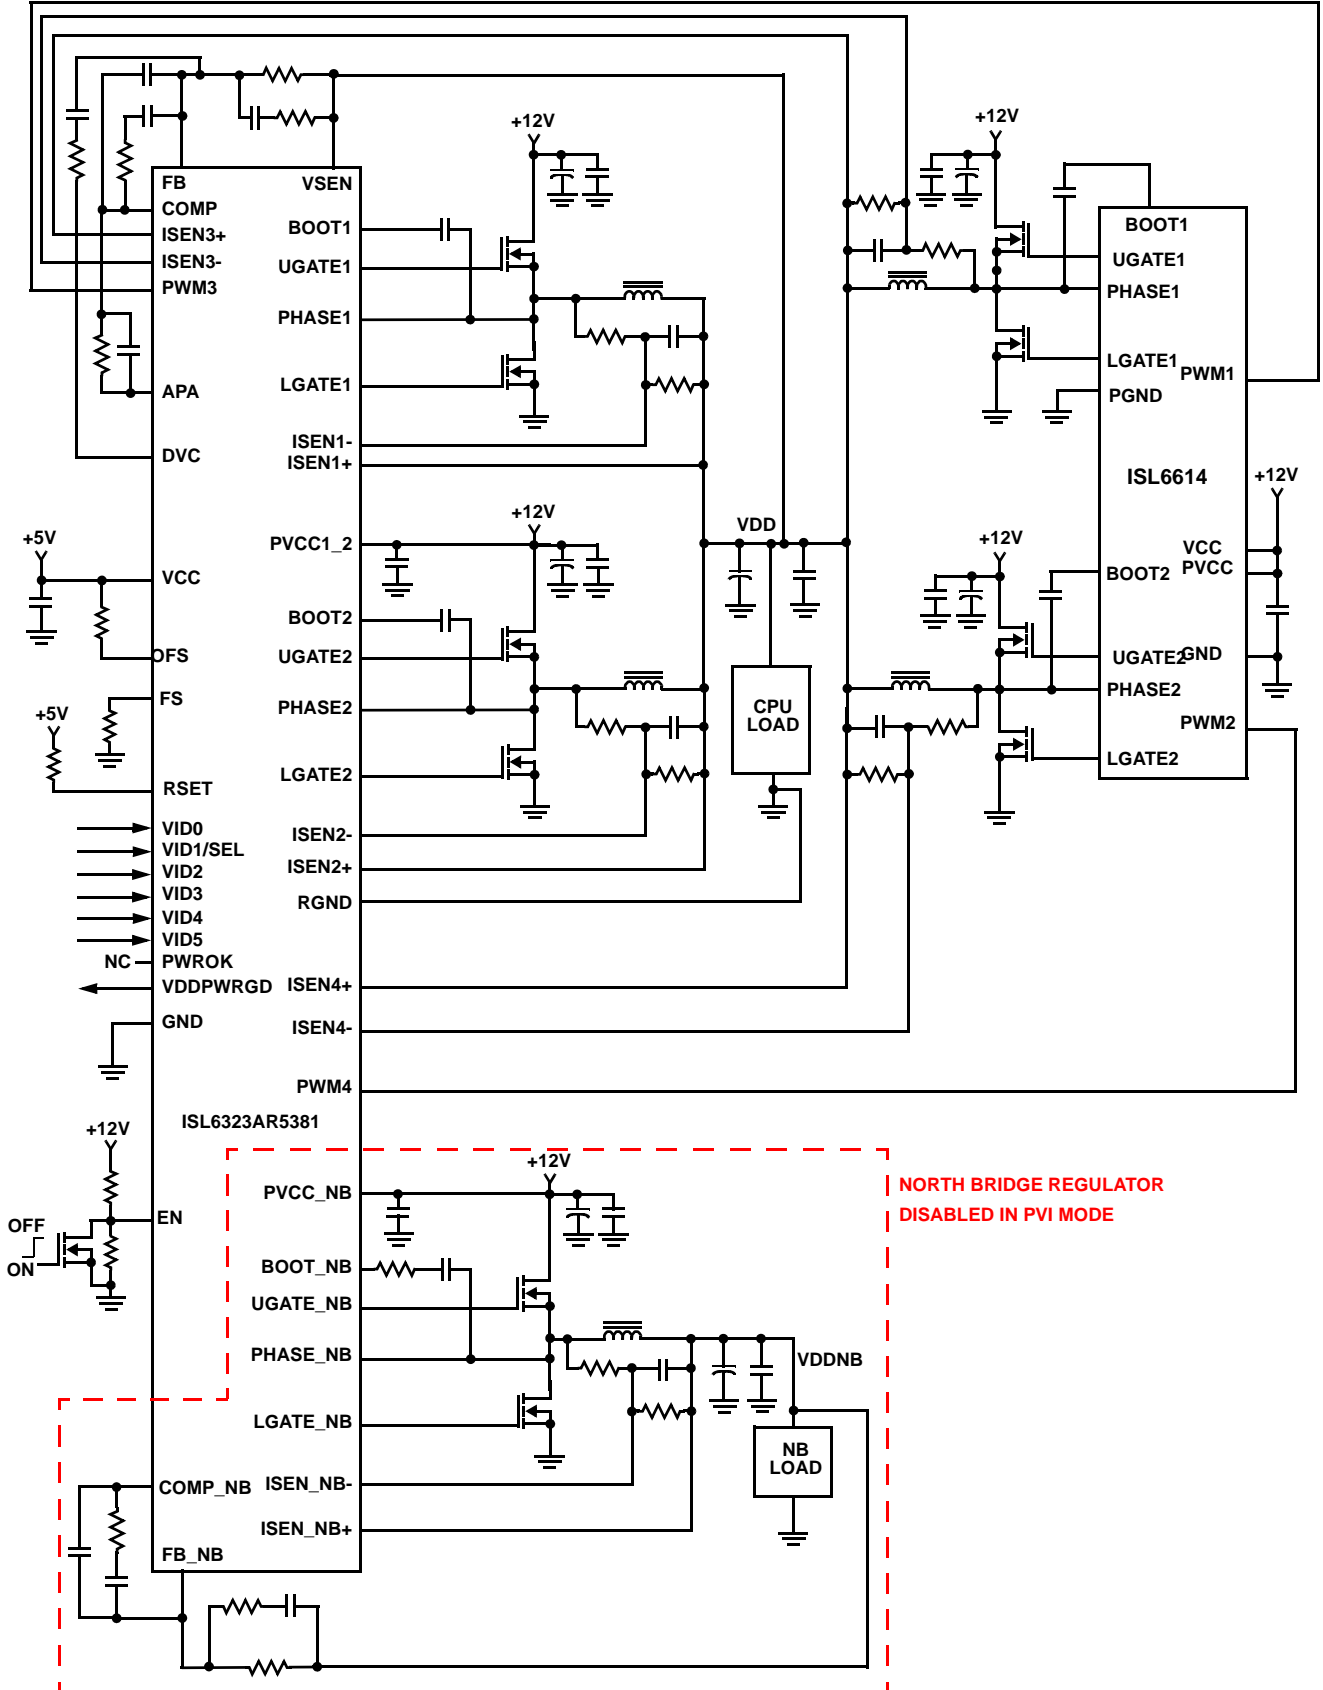 FB
VSEN
COMP
ISEN3+
ISEN3-
PWM3
APA
DVC
+5V
VCC
OFS
FS
+5V
RSET
VID0
VID1/SEL
VID2
VID3
VID4
VID5
NC
PWROK
VDDPWRGD
GND
+12V
OFF
ON
EN
COMP_NB
FB_NB
BOOT1
UGATE1
PHASE1
LGATE1
ISEN1-
ISEN1+
PVCC1_2
BOOT2
UGATE2
PHASE2
LGATE2
ISEN2-
ISEN2+
RGND
ISEN4+
ISEN4-
PWM4
ISL6323AR5381
PVCC_NB
BOOT_NB
UGATE_NB
PHASE_NB
LGATE_NB
ISEN_NB-
ISEN_NB+
+12V
+12V
VDD
CPU
LOAD
+12V
VDDNB
NB
LOAD
NORTH BRIDGE REGULATOR
DISABLED IN PVI MODE
+12V
+12V
BOOT1
UGATE1
PHASE1
LGATE1
PWM1
PGND
ISL6614
+12V
VCC
PVCC
BOOT2
UGATE2
GND
PHASE2
PWM2
LGATE2